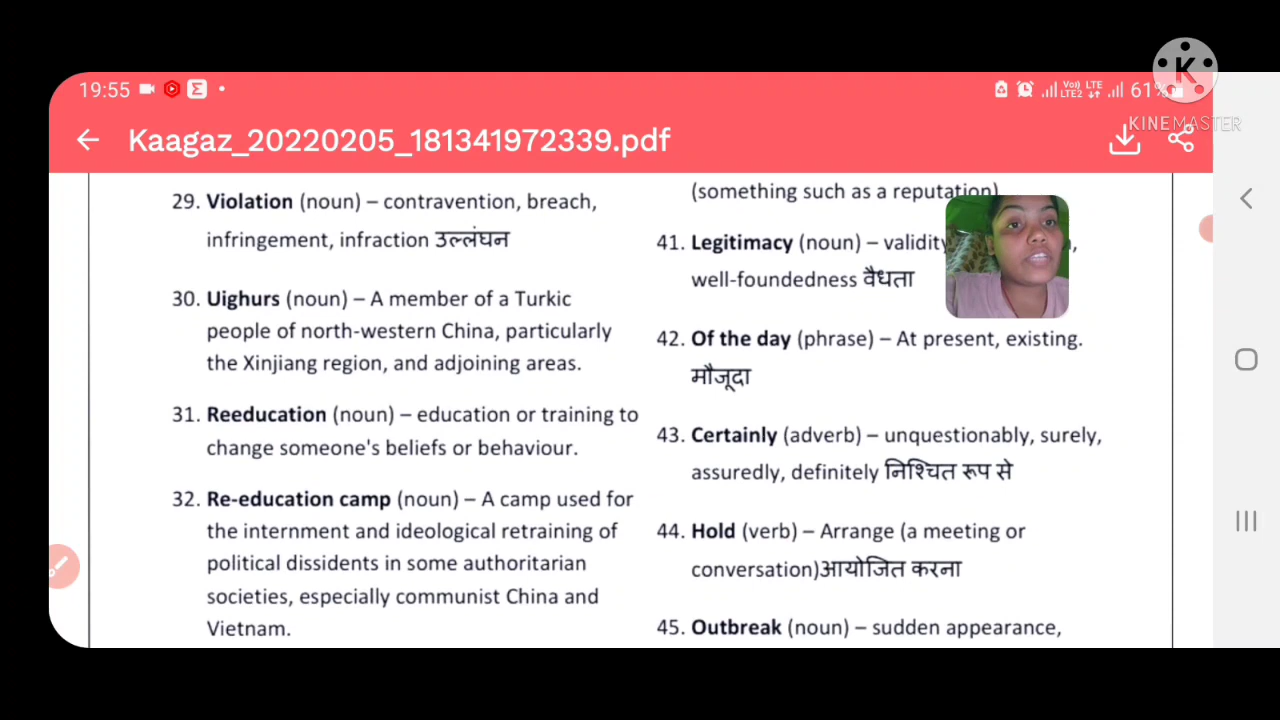 19:55
Vo)) LTE
LTE2
61%
KINEMASTER
Kaagaz_20220205_181341972339.pdf
29. Violation (noun) – contravention, breach,
infringement, infraction उल्लंघन
30. Uighurs (noun) – A member of a Turkic
people of north-western China, particularly
the Xinjiang region, and adjoining areas.
31. Reeducation (noun) – education or training to
change someone's beliefs or behaviour.
32. Re-education camp (noun) – A camp used for
the internment and ideological retraining of
political dissidents in some authoritarian
societies, especially communist China and
Vietnam.
(something such as a reputation)
41. Legitimacy (noun) – validity
well-foundedness वैधता
42. Of the day (phrase) – At present, existing.
मौजूदा
43. Certainly (adverb) – unquestionably, surely,
assuredly, definitely निश्चित रूप से
44. Hold (verb) – Arrange (a meeting or
conversation)आयोजित करना
45. Outbreak (noun) – sudden appearance,